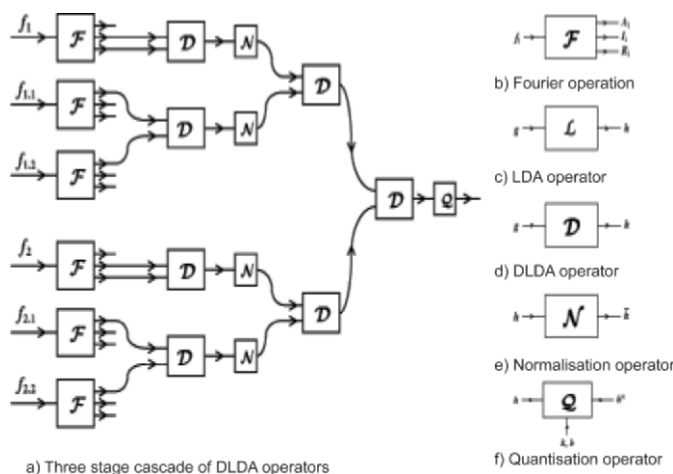 f1
F
D
N
D
f1,1
F
D
N
f1,2
F
D
Q
f2
F
D
N
D
f2,1
F
D
N
f2,2
F
a) Three stage cascade of DLDA operators
F
b) Fourier operation
g L h
c) LDA operator
g D h
d) DLDA operator
h N h̄
e) Normalisation operator
Q
f) Quantisation operator